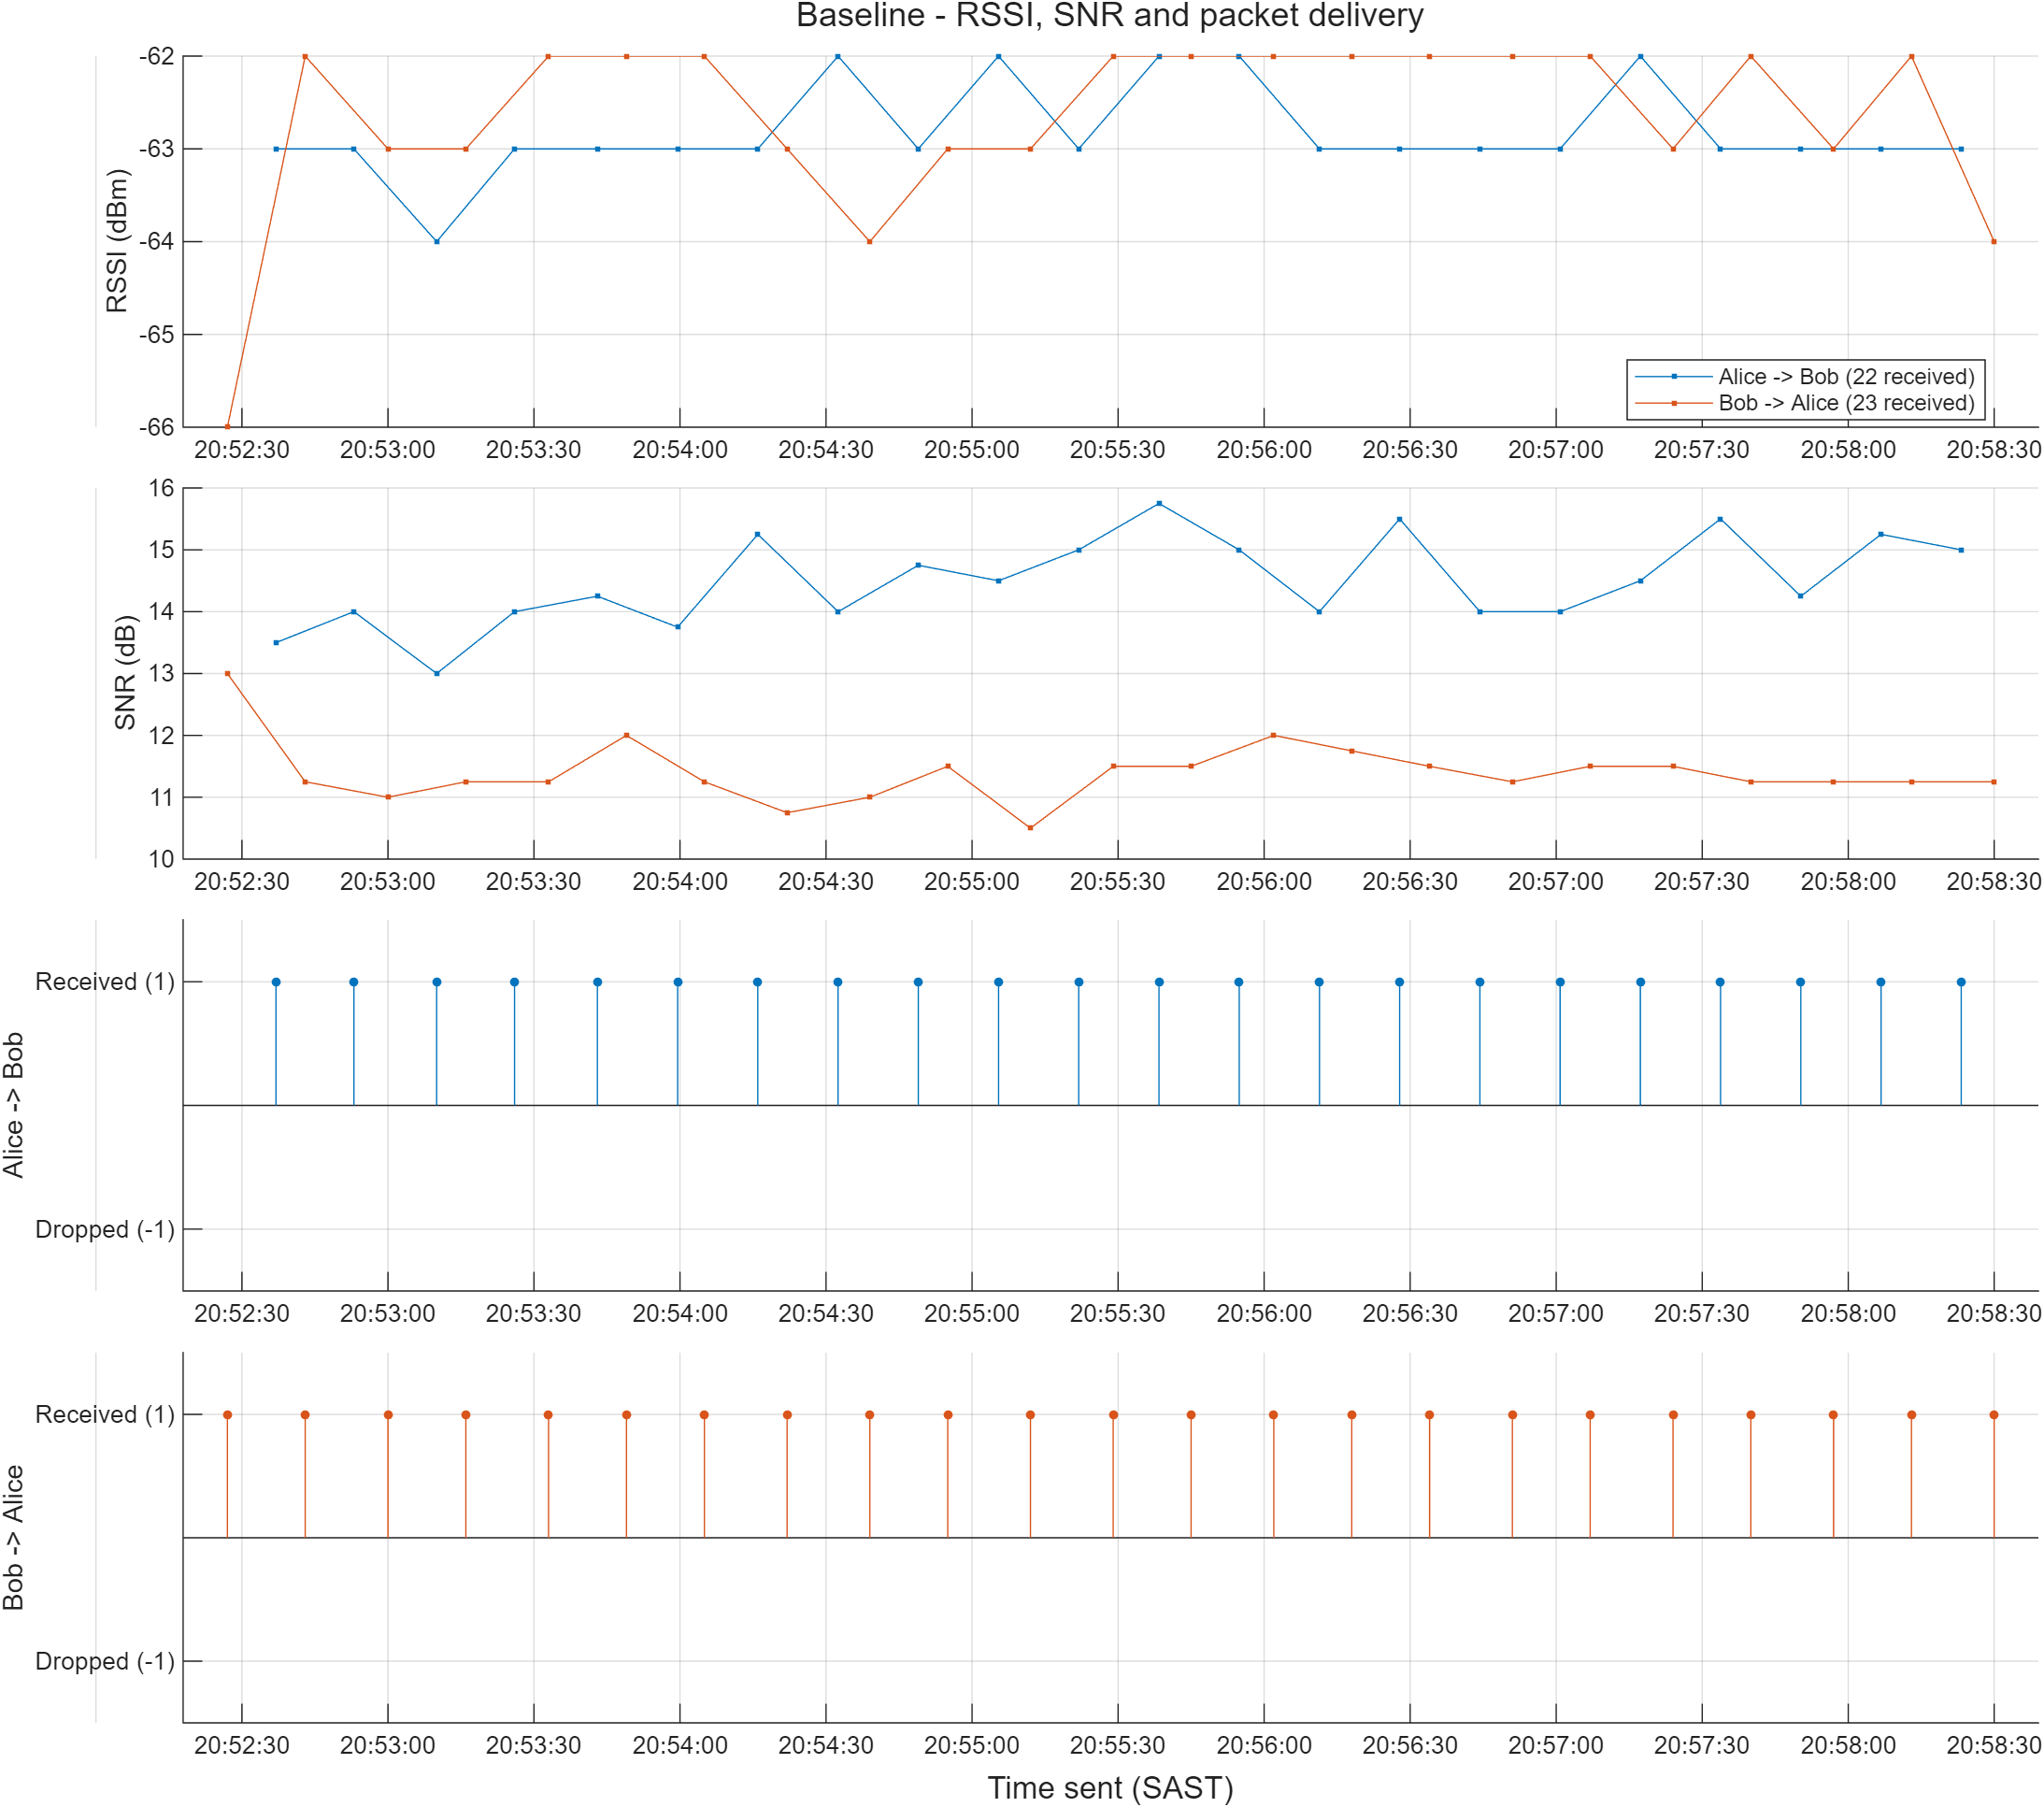 Baseline - RSSI, SNR and packet delivery
RSSI (dBm)
-62
-63
-64
-65
-66
Alice -> Bob (22 received)
Bob -> Alice (23 received)
20:52:30 20:53:00 20:53:30 20:54:00 20:54:30 20:55:00 20:55:30 20:56:00 20:56:30 20:57:00 20:57:30 20:58:00 20:58:30
SNR (dB)
16
15
14
13
12
11
10
20:52:30 20:53:00 20:53:30 20:54:00 20:54:30 20:55:00 20:55:30 20:56:00 20:56:30 20:57:00 20:57:30 20:58:00 20:58:30
Alice -> Bob
Received (1)
Dropped (-1)
20:52:30 20:53:00 20:53:30 20:54:00 20:54:30 20:55:00 20:55:30 20:56:00 20:56:30 20:57:00 20:57:30 20:58:00 20:58:30
Bob -> Alice
Received (1)
Dropped (-1)
20:52:30 20:53:00 20:53:30 20:54:00 20:54:30 20:55:00 20:55:30 20:56:00 20:56:30 20:57:00 20:57:30 20:58:00 20:58:30
Time sent (SAST)